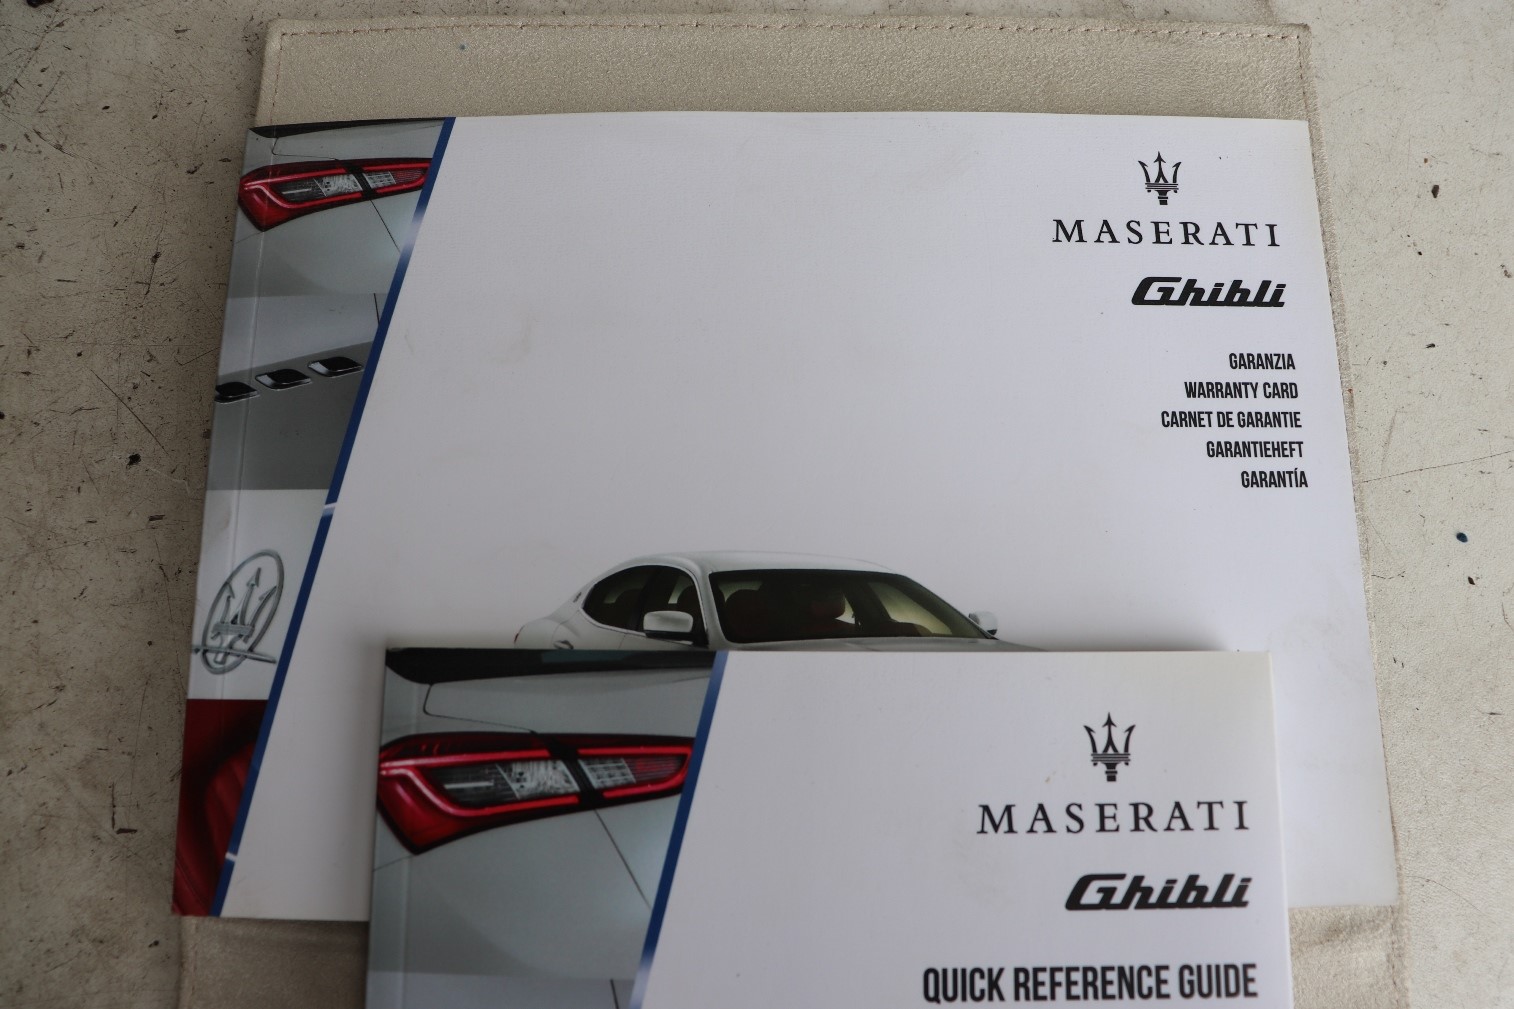 MASERATI
Ghibli
GARANZIA
WARRANTY CARD
CARNET DE GARANTIE
GARANTIEHEFT
GARANTÍA
MASERATI
Ghibli
QUICK REFERENCE GUIDE